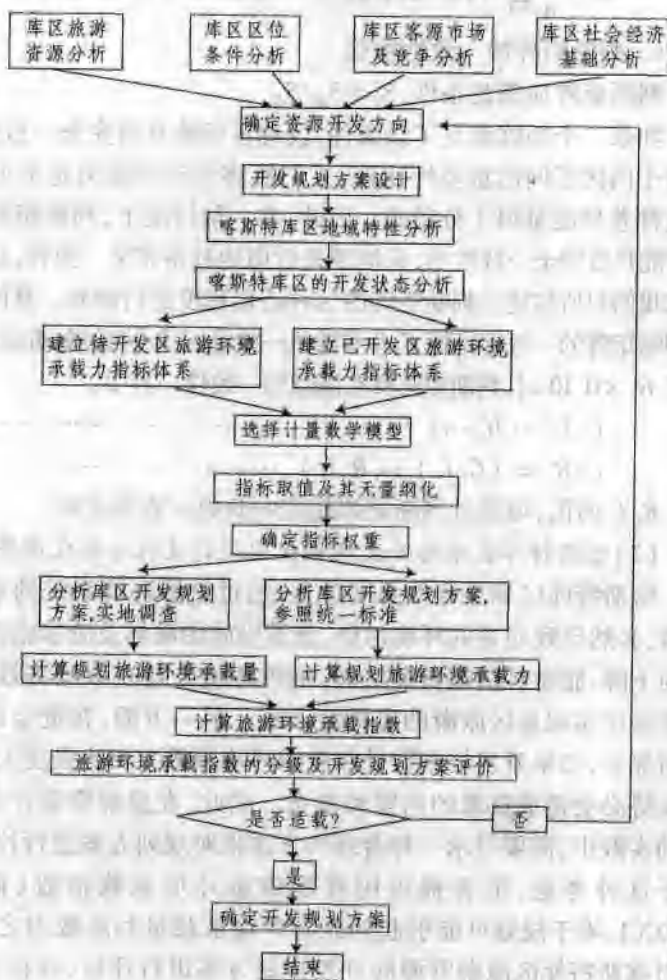 库区旅游
资源分析
库区区位
条件分析
库区客源市场
及竞争分析
库区社会经济
基础分析
确定资源开发方向
开发规划方案设计
喀斯特库区地域特性分析
喀斯特库区的开发状态分析
建立待开发区旅游环境
承载力指标体系
建立已开发区旅游环境
承载力指标体系
选择计量数学模型
指标取值及其无量纲化
确定指标权重
分析库区开发规划
方案,实地调查
分析库区开发规划方案,
参照统一标准
计算规划旅游环境承载量
计算规划旅游环境承载力
计算旅游环境承载指数
旅游环境承载指数的分级及开发规划方案评价
是否适载?
否
是
确定开发规划方案
结束